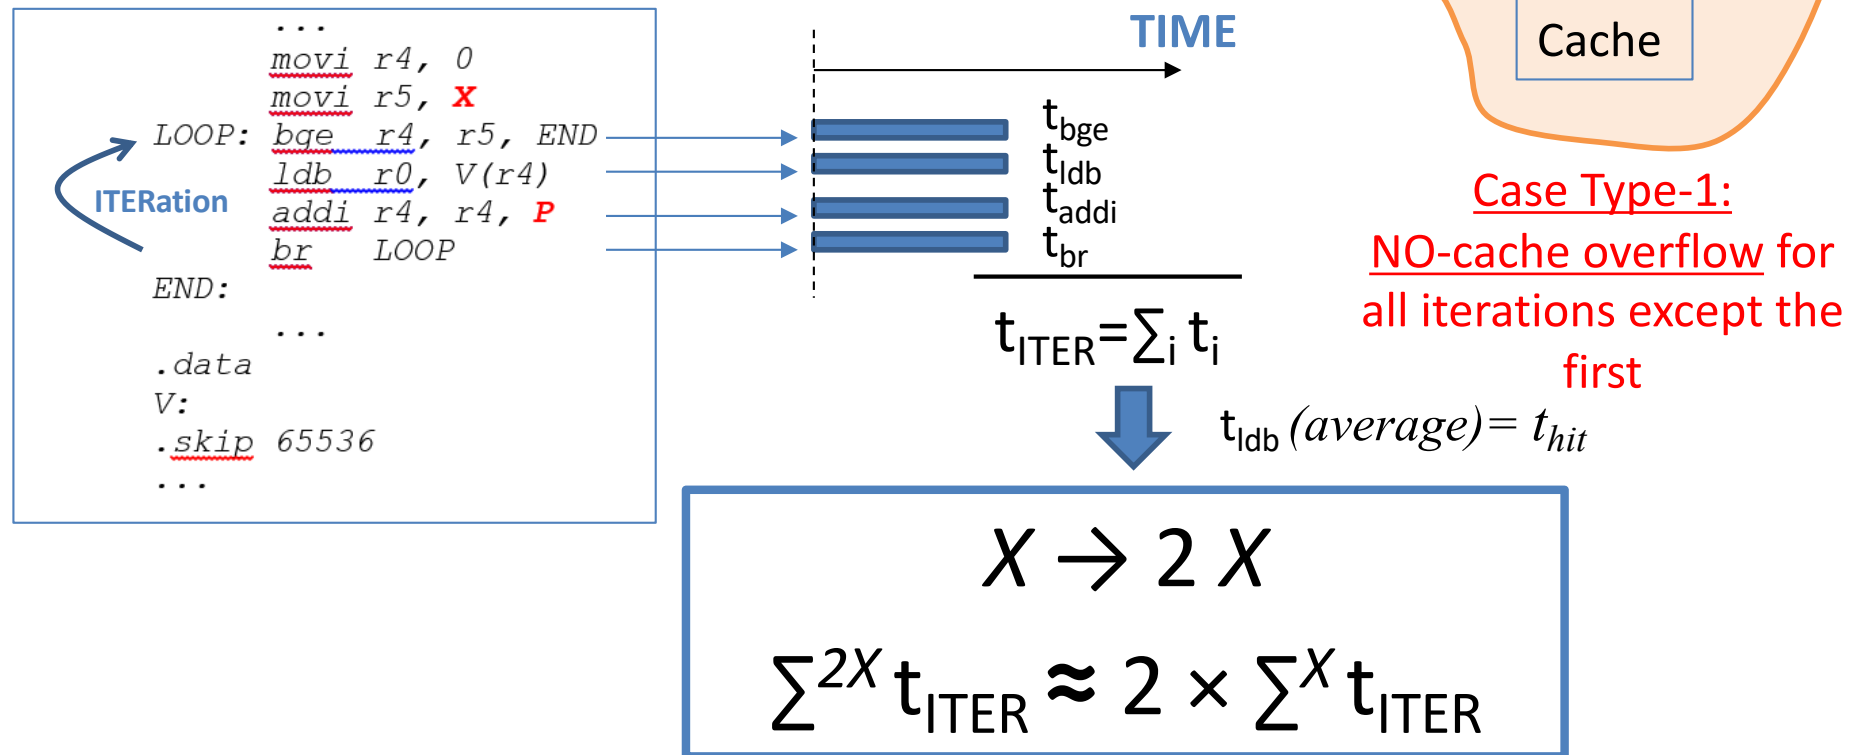 ...
movi r4, 0
movi r5, X
LOOP: bge r4, r5, END
ldb r0, V(r4)
addi r4, r4, P
br LOOP
END:
...
.data
V:
.skip 65536
...
ITERation
TIME
t_bge
t_ldb
t_addi
t_br
t_ITER=∑_i t_i
t_ldb (average)= t_hit
X → 2 X
∑^2X t_ITER ≈ 2 × ∑^X t_ITER
Cache
Case Type-1:
NO-cache overflow for
all iterations except the
first